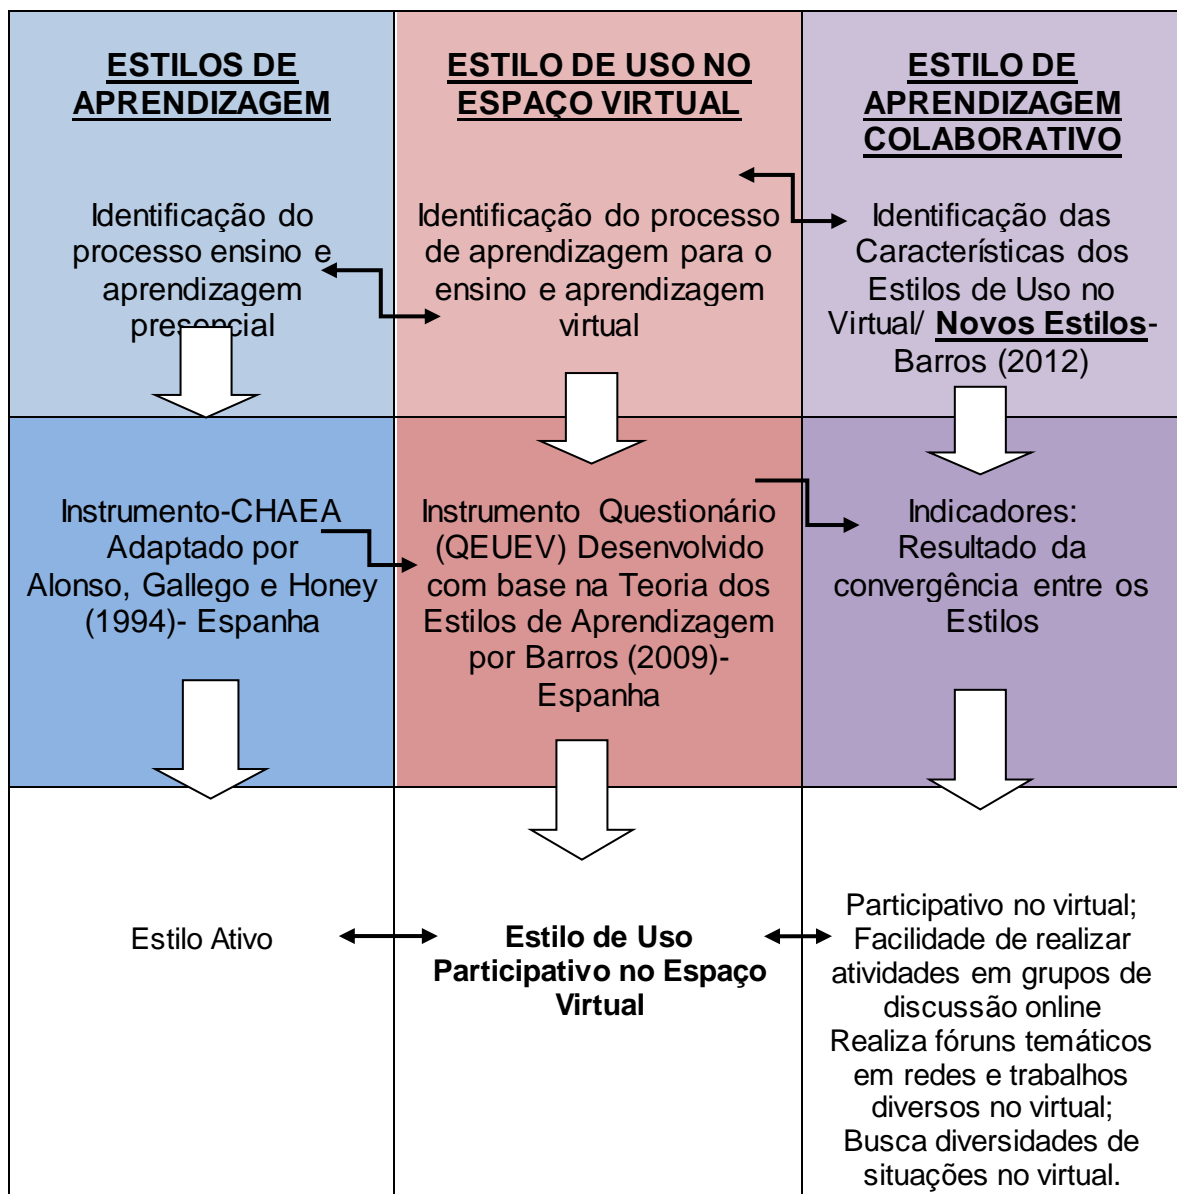 ESTILOS DE
APRENDIZAGEM
Identificação do
processo ensino e
aprendizagem
presencial
ESTILO DE USO NO
ESPAÇO VIRTUAL
Identificação do processo
de aprendizagem para o
ensino e aprendizagem
virtual
ESTILO DE
APRENDIZAGEM
COLABORATIVO
Identificação das
Características dos
Estilos de Uso no
Virtual/ Novos Estilos-
Barros (2012)
Instrumento-CHAEA
Adaptado por
Alonso, Gallego e Honey
(1994)- Espanha
Instrumento Questionário
(QEUEV) Desenvolvido
com base na Teoria dos
Estilos de Aprendizagem
por Barros (2009)-
Espanha
Indicadores:
Resultado da
convergência entre os
Estilos
Estilo Ativo
Estilo de Uso
Participativo no Espaço
Virtual
Participativo no virtual;
Facilidade de realizar
atividades em grupos de
discussão online
Realiza fóruns temáticos
em redes e trabalhos
diversos no virtual;
Busca diversidades de
situações no virtual.